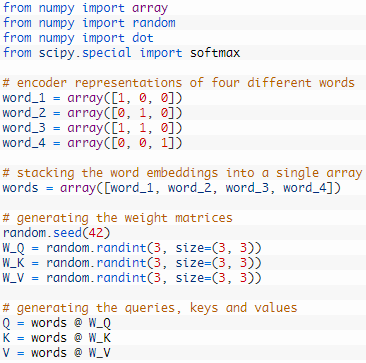 from numpy import array
from numpy import random
from numpy import dot
from scipy.special import softmax
# encoder representations of four different words
word_1 = array([1, 0, 0])
word_2 = array([0, 1, 0])
word_3 = array([1, 1, 0])
word_4 = array([0, 0, 1])
# stacking the word embeddings into a single array
words = array([word_1, word_2, word_3, word_4])
# generating the weight matrices
random.seed(42)
W_Q = random.randint(3, size=(3, 3))
W_K = random.randint(3, size=(3, 3))
W_V = random.randint(3, size=(3, 3))
# generating the queries, keys and values
Q = words @ W_Q
K = words @ W_K
V = words @ W_V